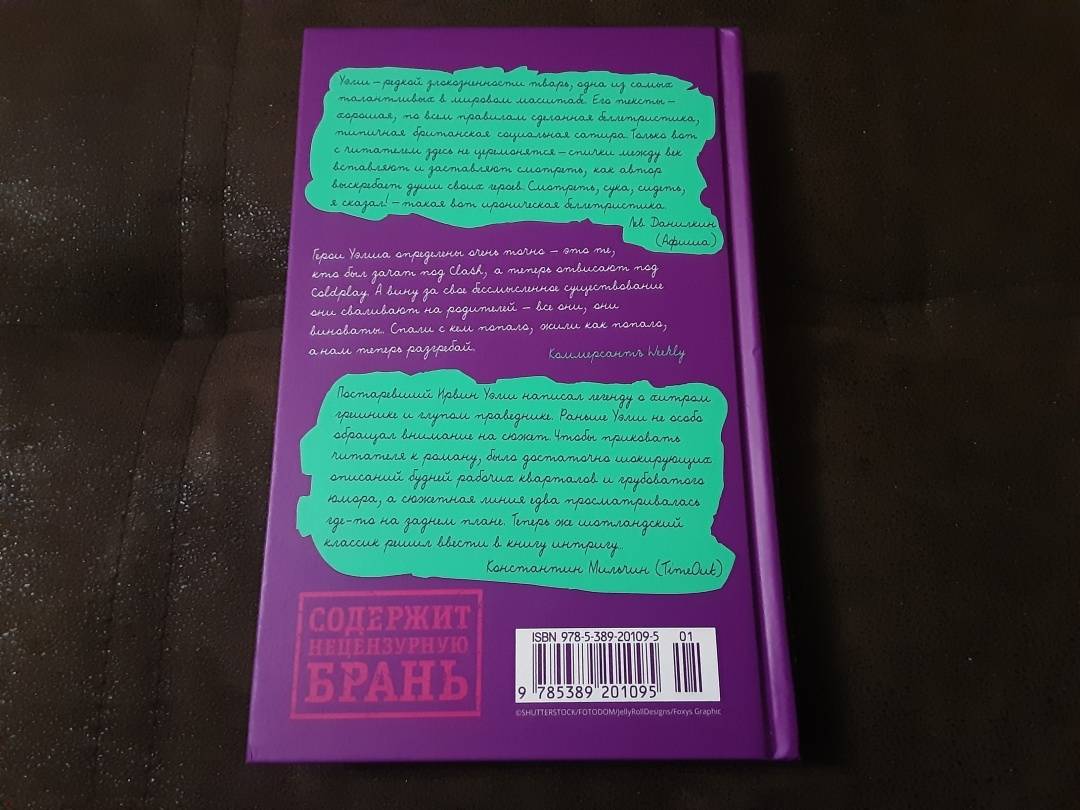 Уэлш – редкой злокозненности тварь, одна из самых
талантливых в мировом масштабе. Его тексты –
хорошая, по всем правилам сделанная беллетристика,
типичная британская социальная сатира. Только вот
с читателем здесь не церемонятся – спички между век
вставляют и заставляют смотреть, как автор
выскребает души своих героев. Смотреть, сука, сидеть,
я сказал! – такая вот ироническая беллетристика.
Лев Данилкин
(Афиша)
Герои Уэлша определены очень точно – это те,
кто был зачат под Clash, а теперь отвисают под
Coldplay. А вину за свое бессмысленное существование
они сваливают на родителей – все они, они
виноваты. Спали с кем попало, жили как попало,
а нам теперь разгребай.
Коммерсантъ Weekly
Постаревший Ирвин Уэлш написал легенду о хитром
грешнике и глупом праведнике. Раньше Уэлш не особо
обращал внимание на сюжет. Чтобы приковать
читателя к роману, было достаточно шокирующих
описаний будней рабочих кварталов и грубоватого
юмора, а сюжетная линия едва просматривалась
где-то на заднем плане. Теперь же шотландский
классик решил ввести в книгу интригу...
Константин Мильчин (TimeOut)
СОДЕРЖИТ
НЕЦЕНЗУРНУЮ
БРАНЬ
ISBN 978-5-389-20109-5 01
9 785389 201095
©SHUTTERSTOCK/FOTODOM/JellyRollDesigns/Foxys Graphic